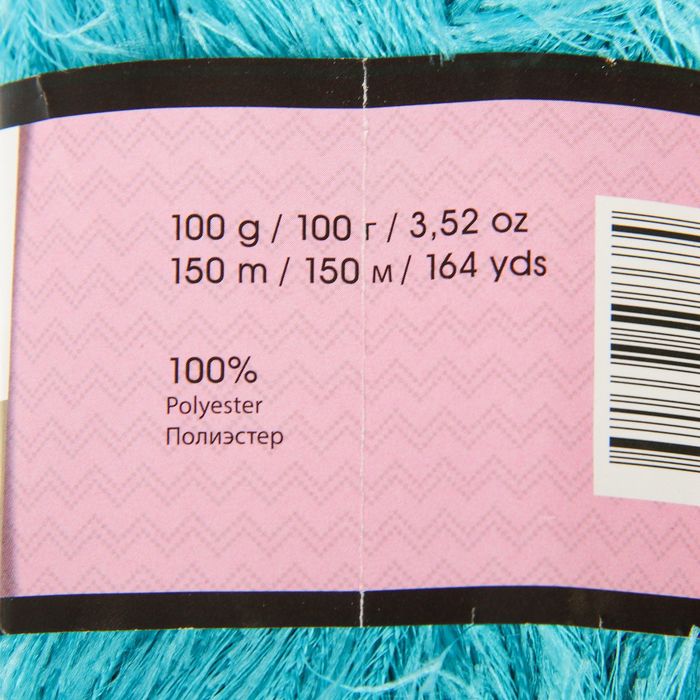 100 g / 100 г / 3,52 oz
150 m / 150 м / 164 yds
100%
Polyester
Полиэстер